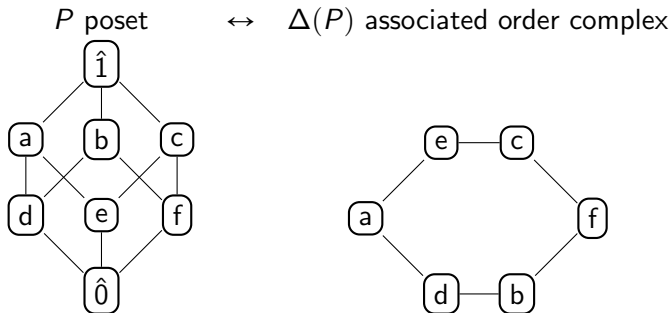 P poset ↔ Δ(P) associated order complex
1̂
a b c
e c
d e f
a f
0̂
d b